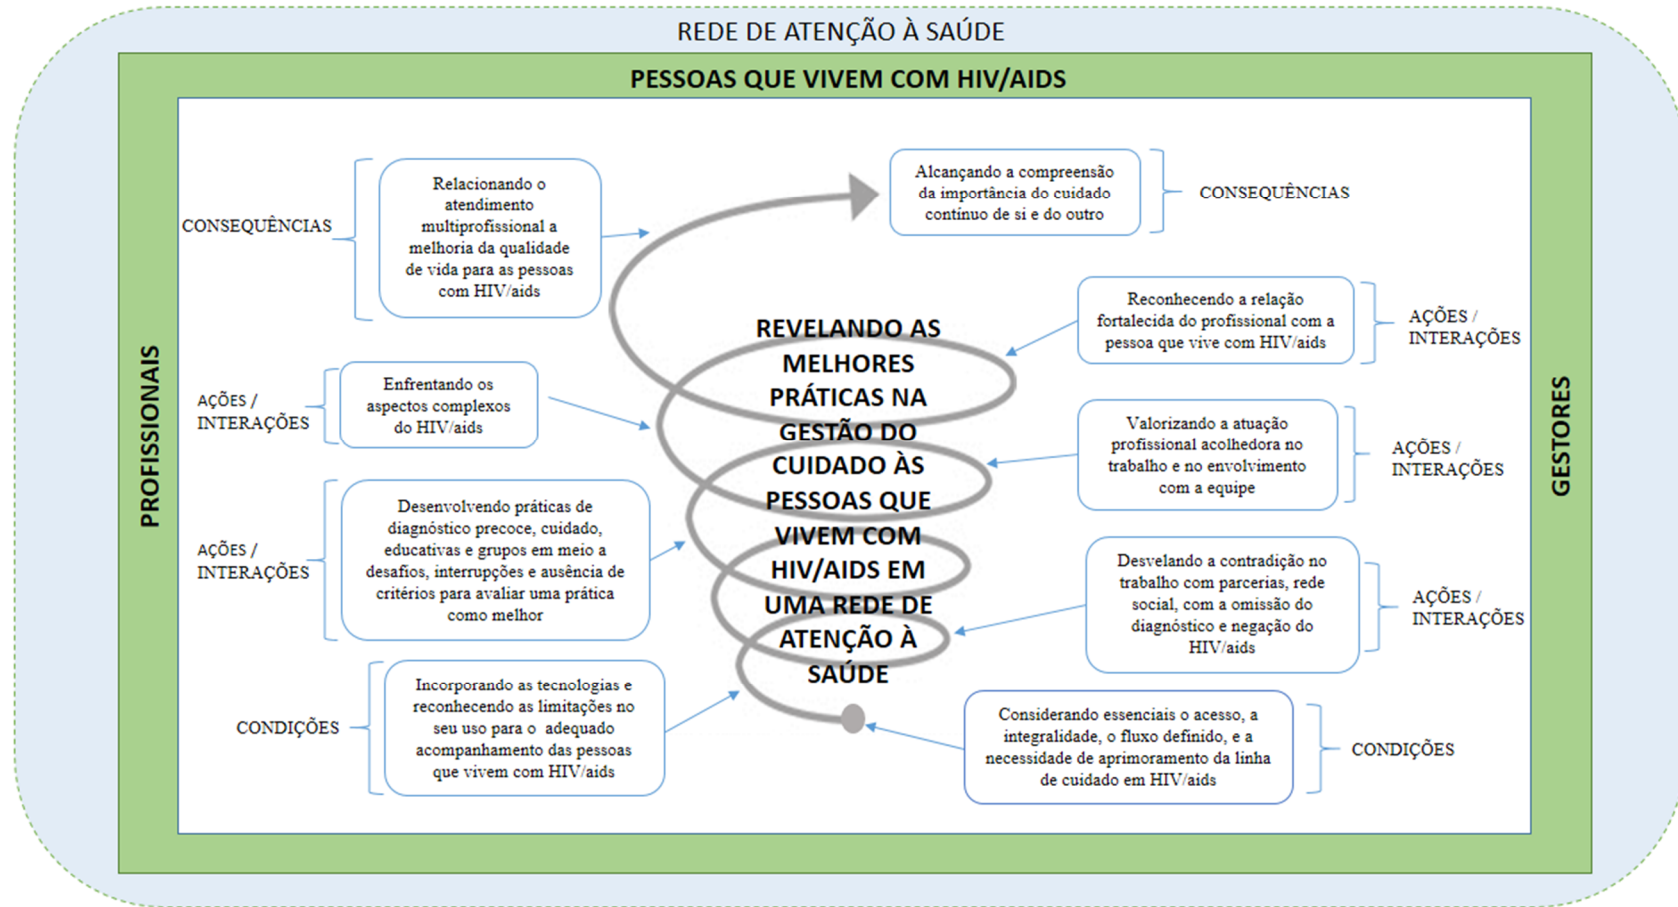 REDE DE ATENÇÃO À SAÚDE
PESSOAS QUE VIVEM COM HIV/AIDS
PROFISSIONAIS
GESTORES
CONSEQUÊNCIAS
Relacionando o
atendimento
multiprofissional a
melhoria da qualidade
de vida para as pessoas
com HIV/aids
Alcançando a compreensão
da importância do cuidado
contínuo de si e do outro
CONSEQUÊNCIAS
Reconhecendo a relação
fortalecida do profissional com a
pessoa que vive com HIV/aids
AÇÕES /
INTERAÇÕES
AÇÕES /
INTERAÇÕES
Enfrentando os
aspectos complexos
do HIV/aids
Valorizando a atuação
profissional acolhedora no
trabalho e no envolvimento
com a equipe
AÇÕES /
INTERAÇÕES
REVELANDO AS
MELHORES
PRÁTICAS NA
GESTÃO DO
CUIDADO ÀS
PESSOAS QUE
VIVEM COM
HIV/AIDS EM
UMA REDE DE
ATENÇÃO À
SAÚDE
AÇÕES /
INTERAÇÕES
Desenvolvendo práticas de
diagnóstico precoce, cuidado,
educativas e grupos em meio a
desafios, interrupções e ausência de
critérios para avaliar uma prática
como melhor
Desvelando a contradição no
trabalho com parcerias, rede
social, com a omissão do
diagnóstico e negação do
HIV/aids
AÇÕES /
INTERAÇÕES
CONDIÇÕES
Incorporando as tecnologias e
reconhecendo as limitações no
seu uso para o adequado
acompanhamento das pessoas
que vivem com HIV/aids
Considerando essenciais o acesso, a
integralidade, o fluxo definido, e a
necessidade de aprimoramento da linha
de cuidado em HIV/aids
CONDIÇÕES